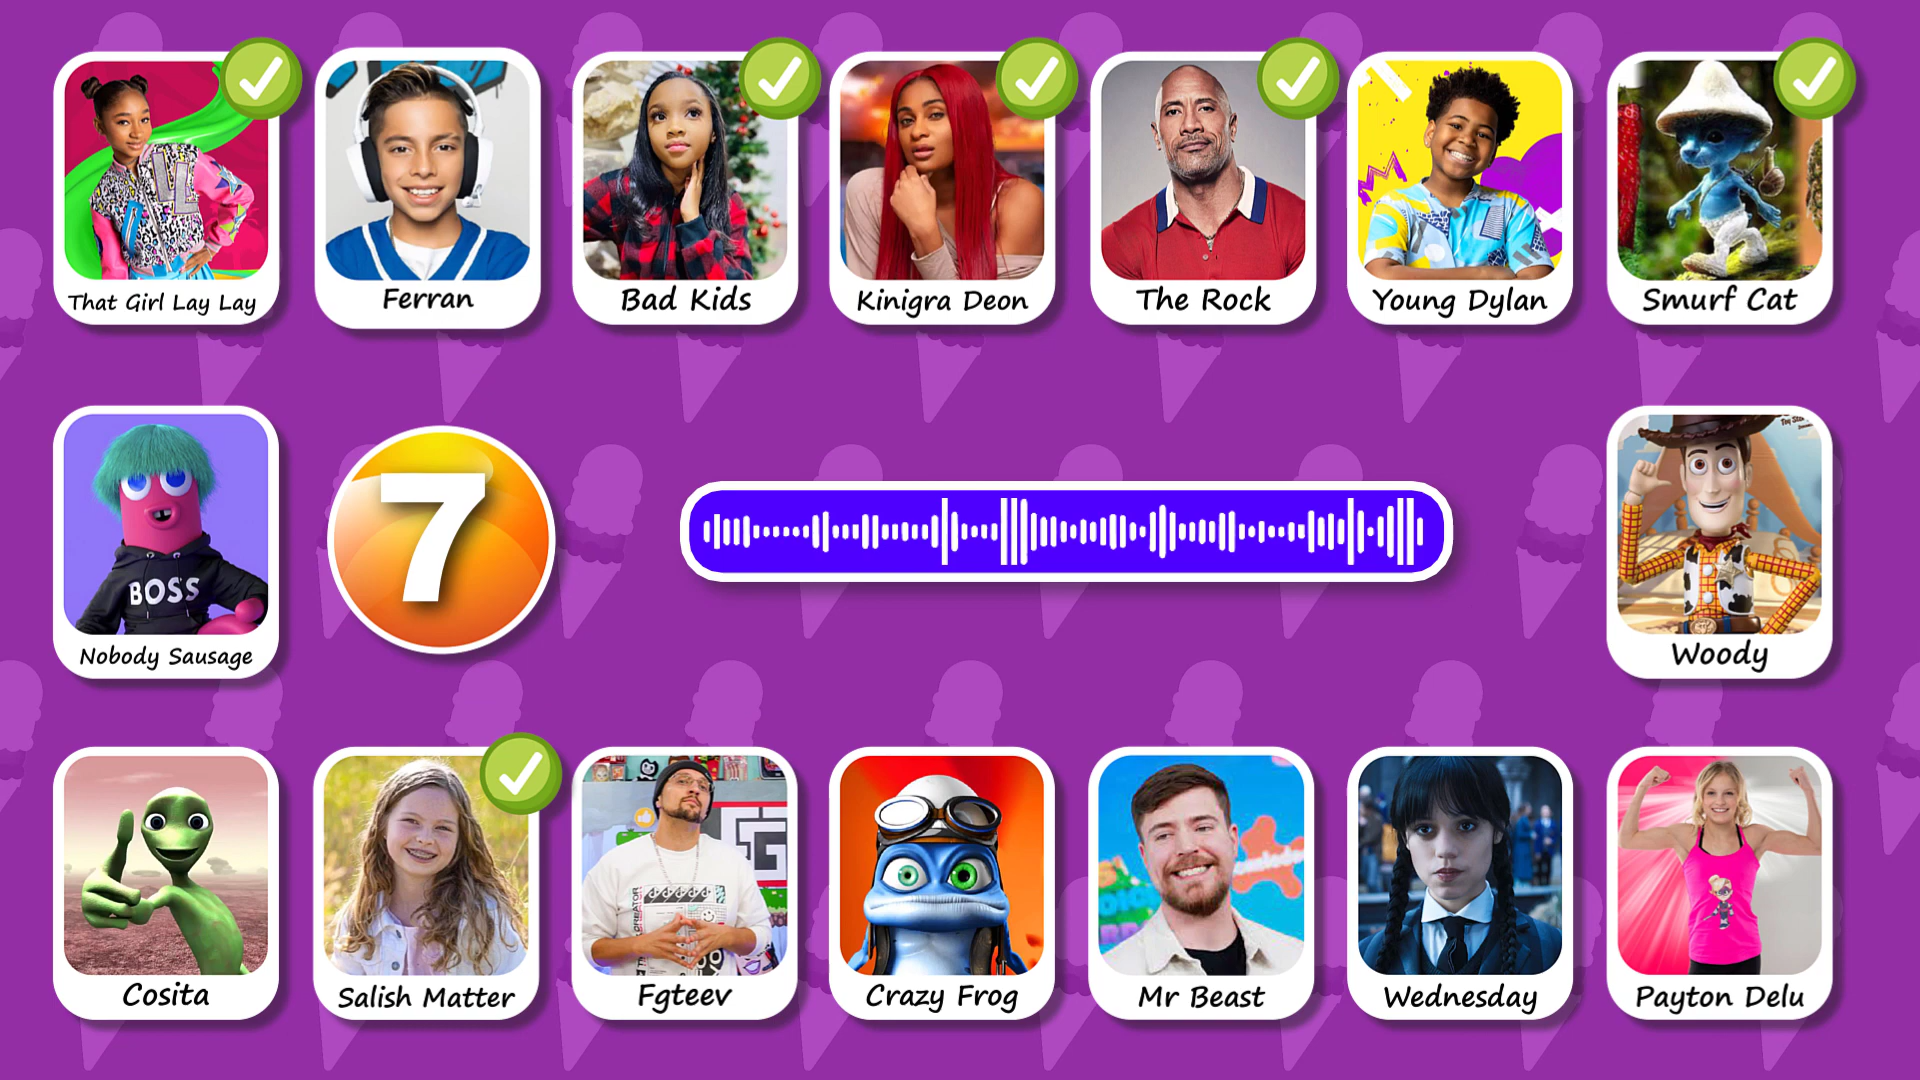 That Girl Lay Lay
Ferran
Bad Kids
Kinigra Deon
The Rock
Young Dylan
Smurf Cat
BOSS
Nobody Sausage
7
Woody
Cosita
Salish Matter
Fgteev
Crazy Frog
Mr Beast
Wednesday
Payton Delu